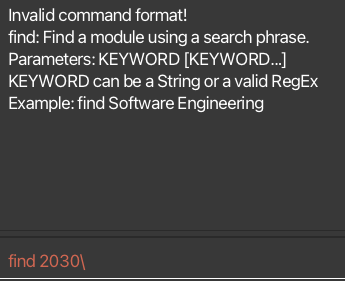 Invalid command format!
find: Find a module using a search phrase.
Parameters: KEYWORD [KEYWORD...]
KEYWORD can be a String or a valid RegEx
Example: find Software Engineering
find 2030\